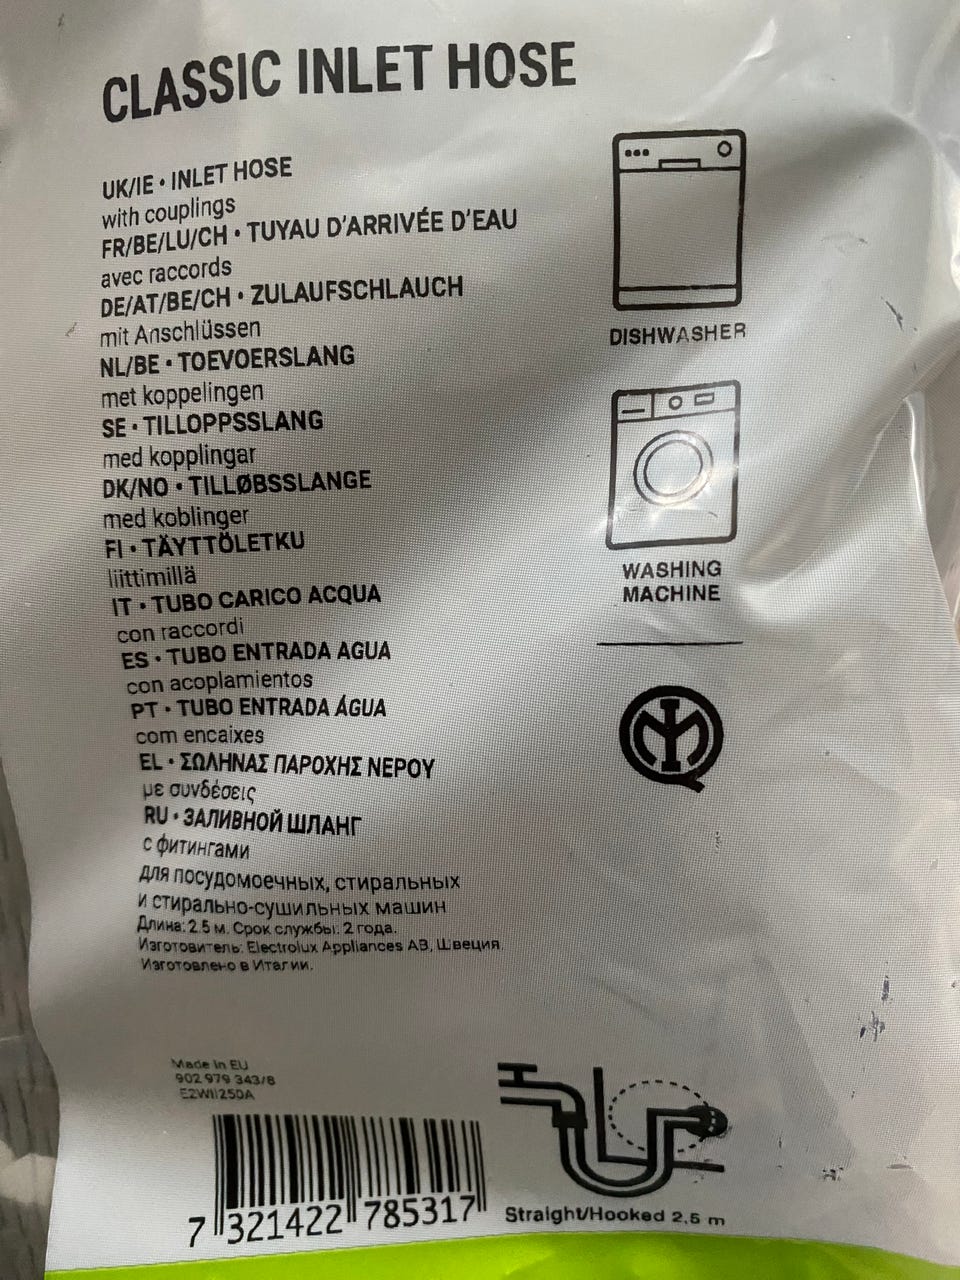 CLASSIC INLET HOSE
UK/IE • INLET HOSE
with couplings
FR/BE/LU/CH • TUYAU D'ARRIVÉE D'EAU
avec raccords
DE/AT/BE/CH • ZULAUFSCHLAUCH
mit Anschlüssen
NL/BE • TOEVOERSLANG
met koppelingen
SE • TILLOPPSSLANG
med kopplingar
DK/NO • TILLØBSSLANGE
med koblinger
FI • TÄYTTÖLETKU
liittimillä
IT • TUBO CARICO ACQUA
con raccordi
ES • TUBO ENTRADA AGUA
con acoplamientos
PT • TUBO ENTRADA ÁGUA
com encaixes
EL • ΣΩΛΗΝΑΣ ΠΑΡΟΧΗΣ ΝΕΡΟΥ
με συνδέσεις
RU • ЗАЛИВНОЙ ШЛАНГ
с фитингами
для посудомоечных, стиральных
и стирально-сушильных машин
Длина: 2.5 м. Срок службы: 2 года.
Изготовитель: Electrolux Appliances AB, Швеция.
Изготовлено в Италии.
DISHWASHER
WASHING
MACHINE
IMQ
Made in EU
902 979 343/8
E2WII250A
7 321422 785317
Straight/Hooked 2,5 m